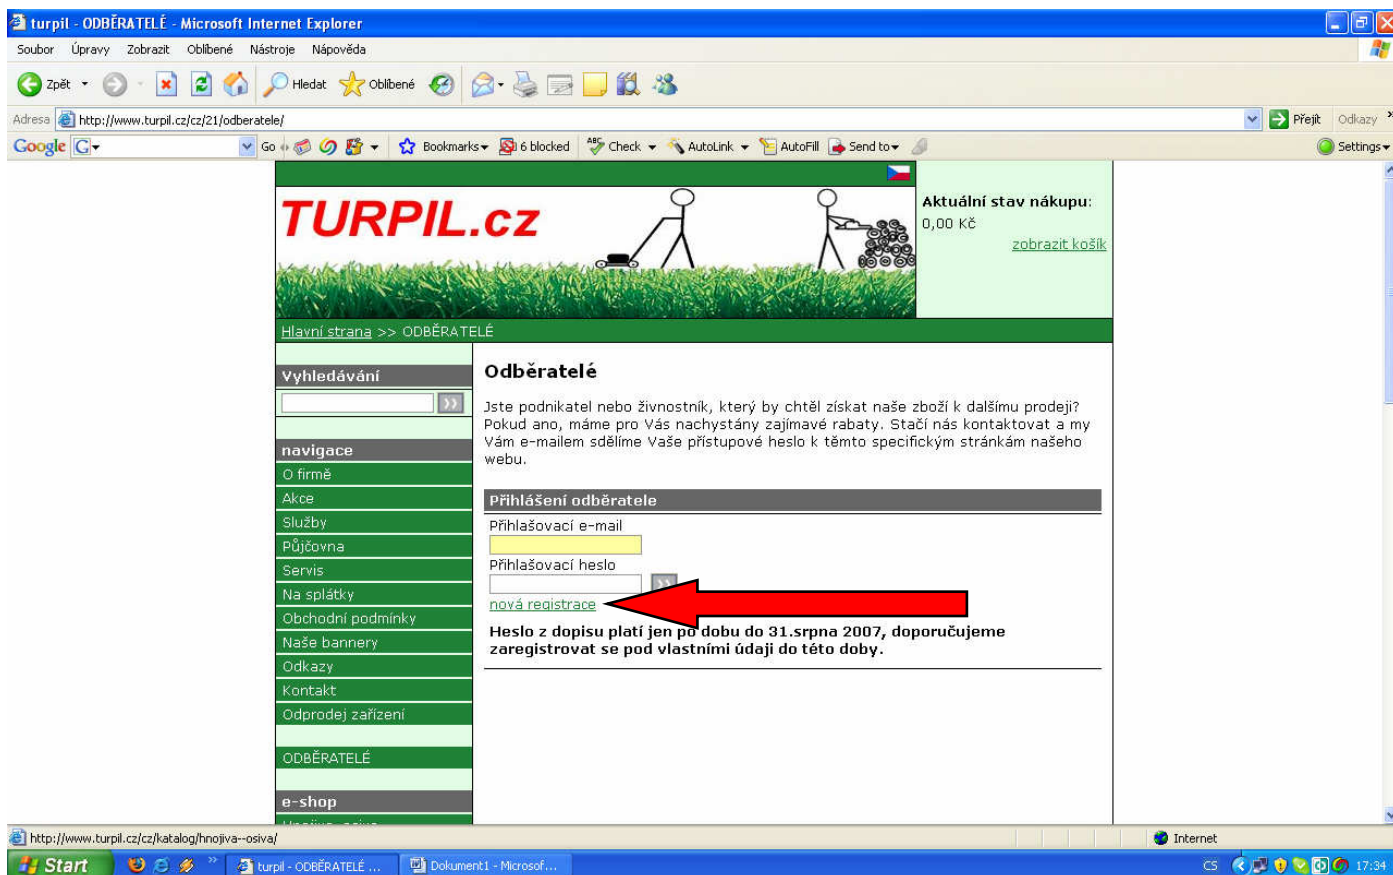 turpil - ODBĚRATELÉ - Microsoft Internet Explorer
Soubor Úpravy Zobrazit Oblíbené Nástroje Nápověda
Zpět Hledat Oblíbené
Adresa http://www.turpil.cz/cz/21/odberatele/ Přejít Odkazy »
Google G Go Bookmarks 6 blocked ABC Check AutoLink AutoFill Send to Settings
TURPIL.cz
Aktuální stav nákupu:
0,00 Kč
zobrazit košík
Hlavní strana >> ODBĚRATELÉ
Vyhledávání
navigace
O firmě
Akce
Služby
Půjčovna
Servis
Na splátky
Obchodní podmínky
Naše bannery
Odkazy
Kontakt
Odprodej zařízení
ODBĚRATELÉ
e-shop
Odběratelé
Jste podnikatel nebo živnostník, který by chtěl získat naše zboží k dalšímu prodeji?
Pokud ano, máme pro Vás nachystány zajímavé rabaty. Stačí nás kontaktovat a my
Vám e-mailem sdělíme Vaše přístupové heslo k těmto specifickým stránkám našeho
webu.
Přihlášení odběratele
Přihlašovací e-mail
Přihlašovací heslo
nová registrace
Heslo z dopisu platí jen po dobu do 31.srpna 2007, doporučujeme
zaregistrovat se pod vlastními údaji do této doby.
http://www.turpil.cz/cz/katalog/hnojiva--osiva/ Internet
Start turpil - ODBĚRATELÉ ... Dokument1 - Microsof... CS 17:34